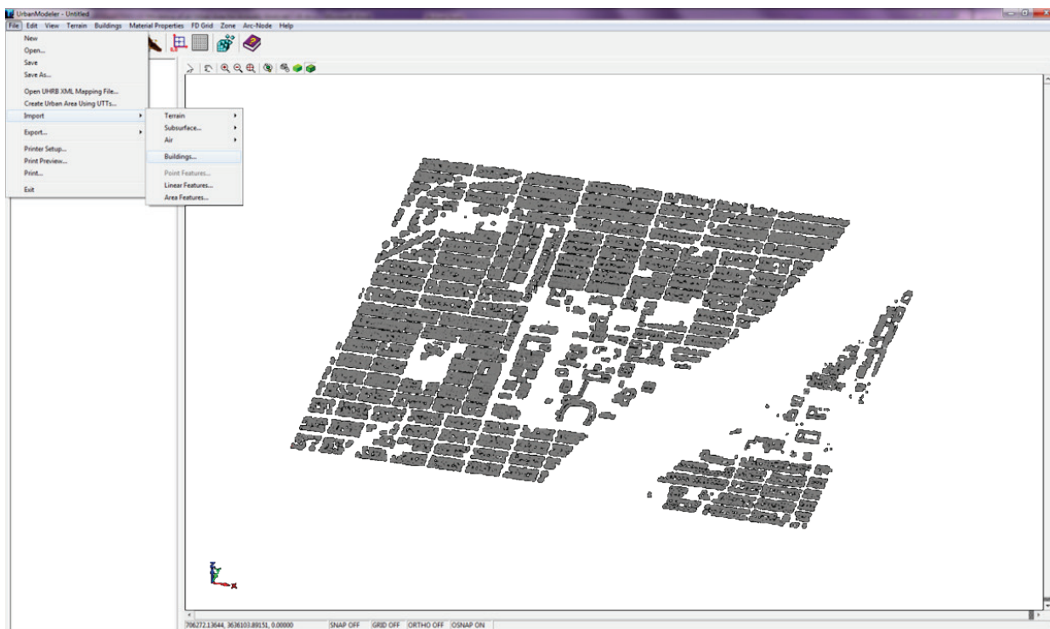 UrbanModeler - Untitled
File Edit View Terrain Buildings Material Properties FD Grid Zone Arc-Node Help
New
Open...
Save
Save As...
Open UHRB XML Mapping File...
Create Urban Area Using UTTs...
Import
Export...
Printer Setup...
Print Preview...
Print...
Exit
Terrain
Subsurface...
Air
Buildings...
Point Features...
Linear Features...
Area Features...
706272.13644, 3636103.89151, 0.00000 SNAP OFF GRID OFF ORTHO OFF OSNAP ON